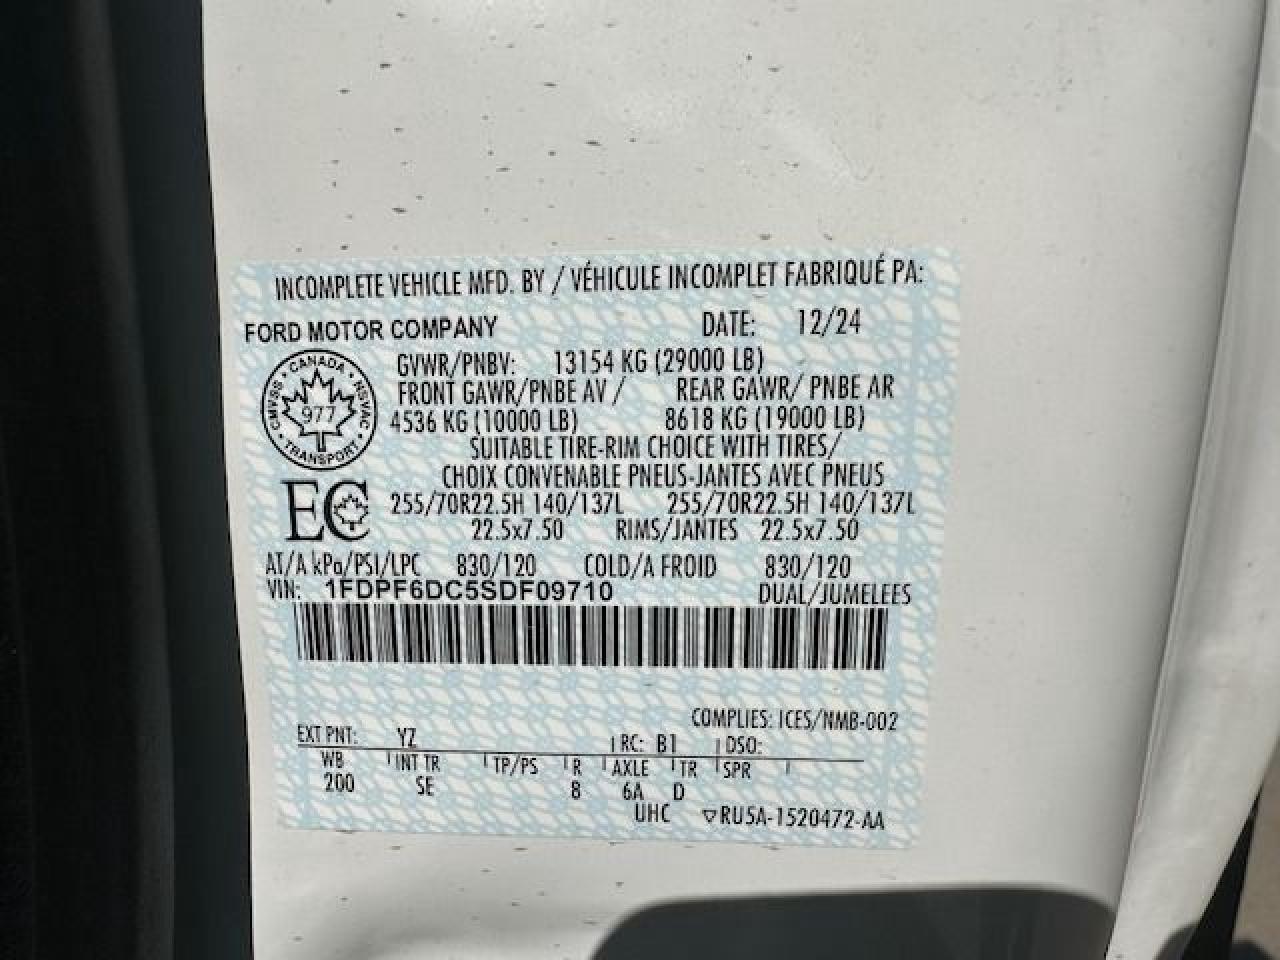 INCOMPLETE VEHICLE MFD. BY / VÉHICULE INCOMPLET FABRIQUÉ PA:
FORD MOTOR COMPANY DATE: 12/24
CANADA · NSVAC · TRANSPORT · CMVSS
977
GVWR/PNBV: 13154 KG (29000 LB)
FRONT GAWR/PNBE AV / REAR GAWR/ PNBE AR
4536 KG (10000 LB) 8618 KG (19000 LB)
SUITABLE TIRE-RIM CHOICE WITH TIRES/
CHOIX CONVENABLE PNEUS-JANTES AVEC PNEUS
EC
255/70R22.5H 140/137L 255/70R22.5H 140/137L
22.5x7.50 RIMS/JANTES 22.5x7.50
AT/A kPa/PSI/LPC 830/120 COLD/A FROID 830/120
VIN: 1FDPF6DC5SDF09710 DUAL/JUMELEES
COMPLIES: ICES/NMB-002
EXT PNT: YZ RC: B1 DSO:
WB INT TR TP/PS R AXLE TR SPR
200 SE 8 6A D
UHC ▽RU5A-1520472-AA